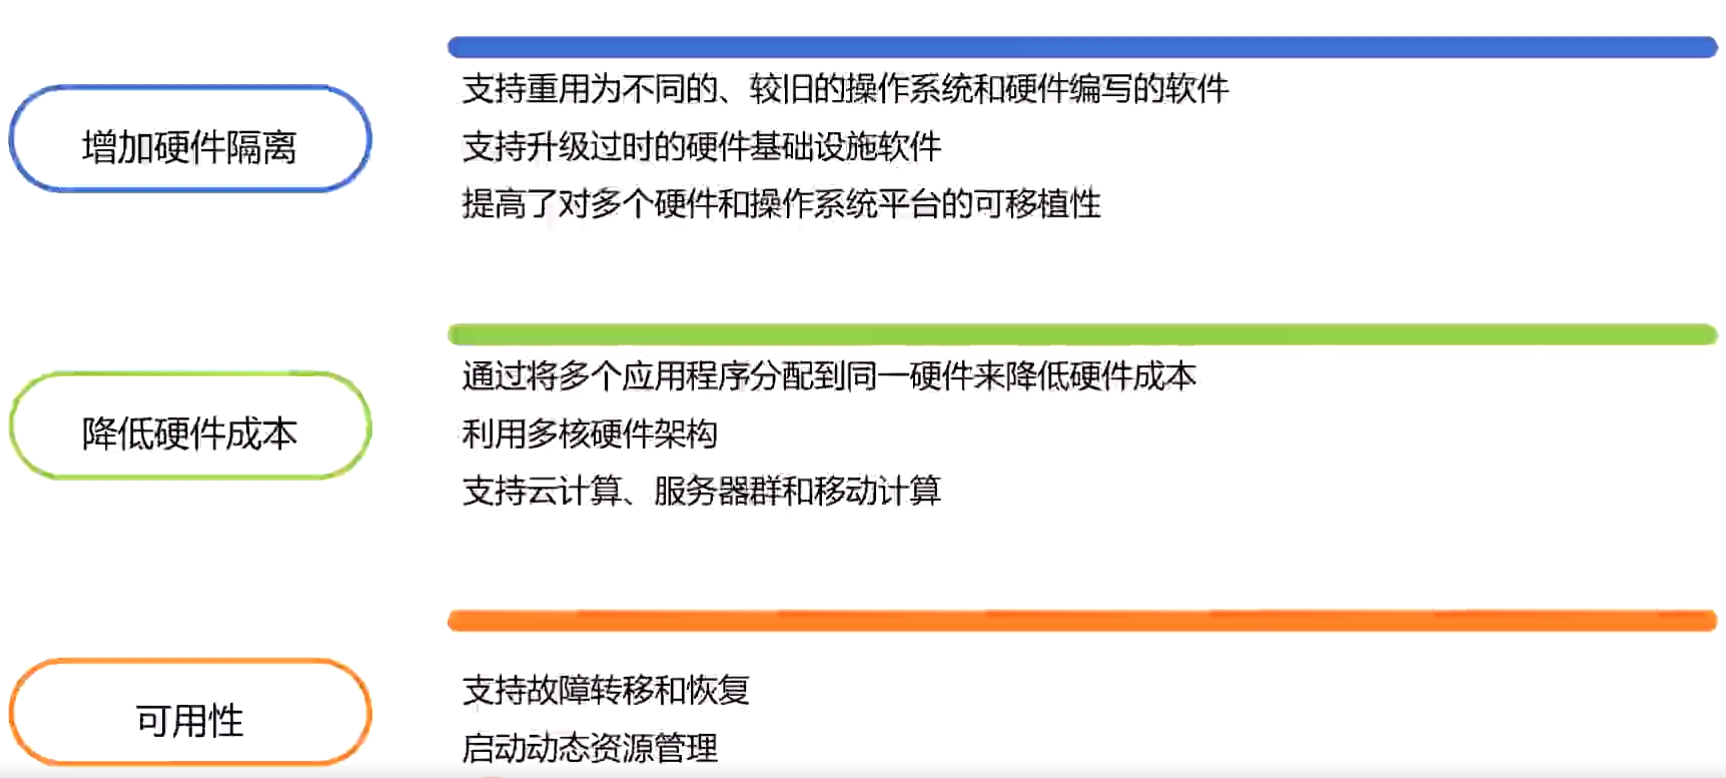 增加硬件隔离
支持重用为不同的、较旧的操作系统和硬件编写的软件
支持升级过时的硬件基础设施软件
提高了对多个硬件和操作系统平台的可移植性
降低硬件成本
通过将多个应用程序分配到同一硬件来降低硬件成本
利用多核硬件架构
支持云计算、服务器群和移动计算
可用性
支持故障转移和恢复
启动动态资源管理